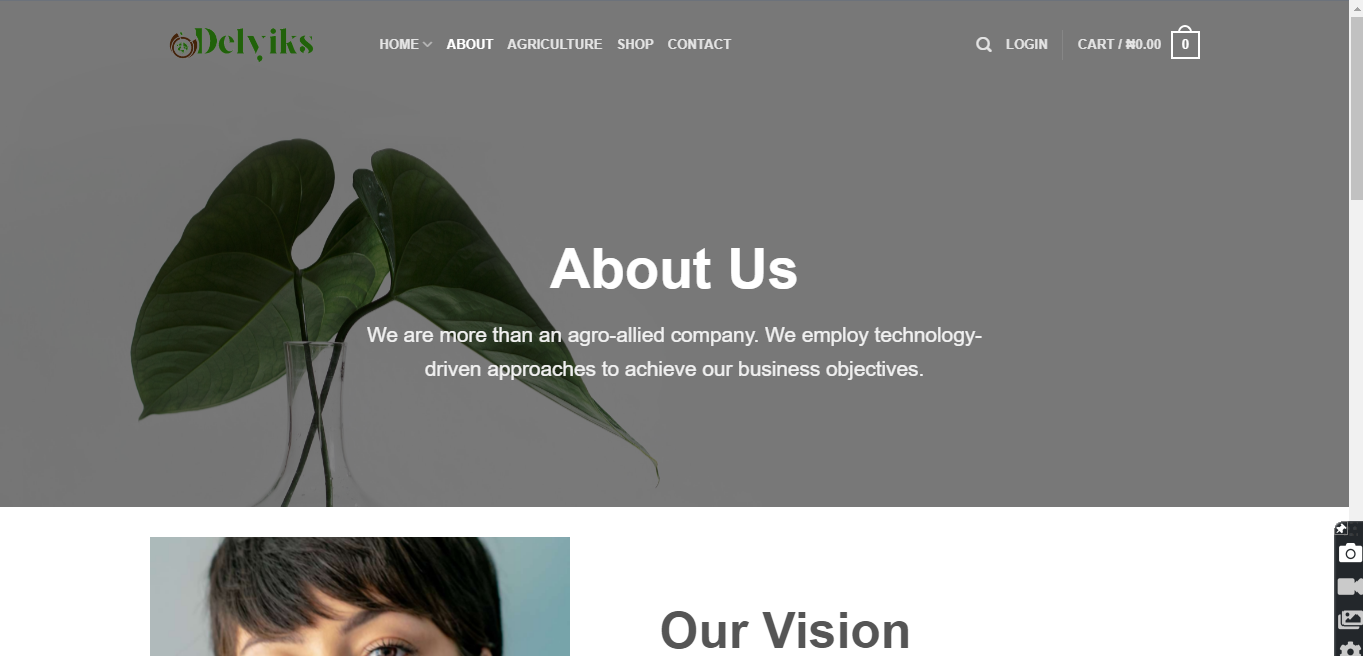 Delviks
HOME ABOUT AGRICULTURE SHOP CONTACT
LOGIN
CART / ₦0.00
0
About Us
We are more than an agro-allied company. We employ technology-
driven approaches to achieve our business objectives.
Our Vision